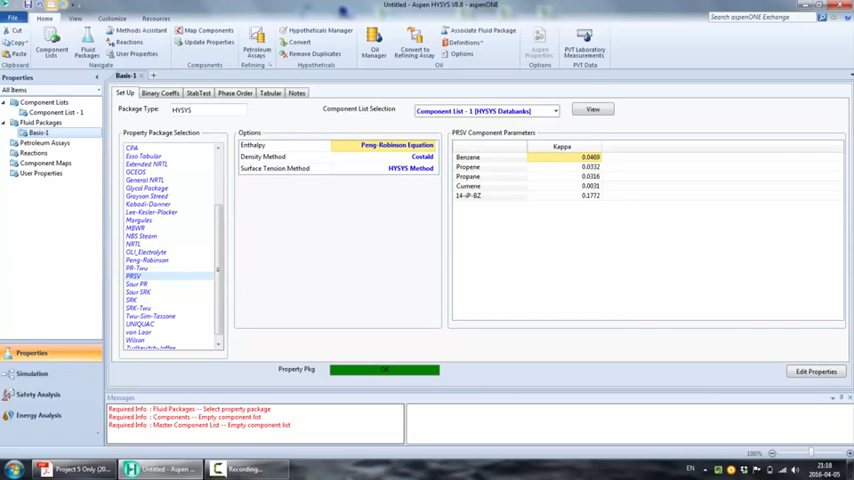 Untitled - Aspen HYSYS V8.8 - aspenONE
File Home View Customize Resources
Search aspenONE Exchange
Cut
Copy
Paste
Component Lists
Fluid Packages
Methods Assistant
Reactions
User Properties
Navigate
Map Components
Update Properties
Components
Petroleum Assays
Refining
Hypotheticals Manager
Convert
Remove Duplicates
Hypotheticals
Oil Manager
Convert to Refining Assay
Associate Fluid Package
Definitions
Options
Oil
Aspen Properties
Options
PVT Laboratory Measurements
PVT Data
Properties
All Items
Component Lists
Component List - 1
Fluid Packages
Basis-1
Petroleum Assays
Reactions
Component Maps
User Properties
Properties
Simulation
Safety Analysis
Energy Analysis
Basis-1
Set Up Binary Coeffs StabTest Phase Order Tabular Notes
Package Type: HYSYS Component List Selection Component List - 1 [HYSYS Databanks] View
Property Package Selection
CPA
Esso Tabular
Extended NRTL
GCEOS
General NRTL
Glycol Package
Grayson Streed
Kabadi-Danner
Lee-Kesler-Plocker
Margules
MBWR
NBS Steam
NRTL
OLI_Electrolyte
Peng-Robinson
PR-Twu
PRSV
Sour PR
Sour SRK
SRK
SRK-Twu
Twu-Sim-Tassone
UNIQUAC
van Laar
Wilson
Zudkevitch-Joffee
Options
Enthalpy Peng-Robinson Equation
Density Method Costald
Surface Tension Method HYSYS Method
PRSV Component Parameters
Kappa
Benzene 0.0469
Propene 0.0332
Propane 0.0316
Cumene 0.0031
14-iP-BZ 0.1772
Property Pkg OK Edit Properties
Messages
Required Info : Fluid Packages -- Select property package
Required Info : Components -- Empty component list
Required Info : Master Component List -- Empty component list
100%
Project 5 Only (20... Untitled - Aspen HY... Recording...
EN
21:18
2016-04-05